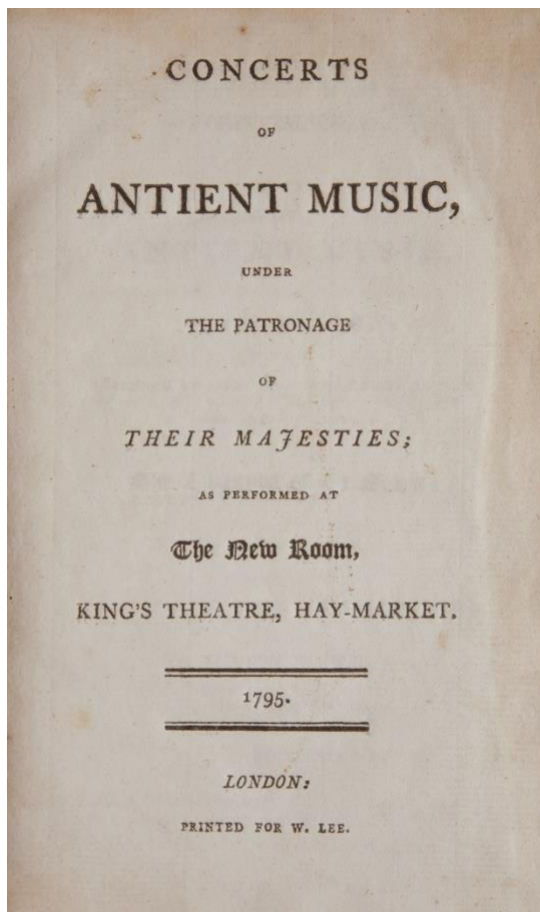 CONCERTS
OF
ANTIENT MUSIC,
UNDER
THE PATRONAGE
OF
THEIR MAJESTIES;
AS PERFORMED AT
The New Room,
KING'S THEATRE, HAY-MARKET.
1795.
LONDON:
PRINTED FOR W. LEE.